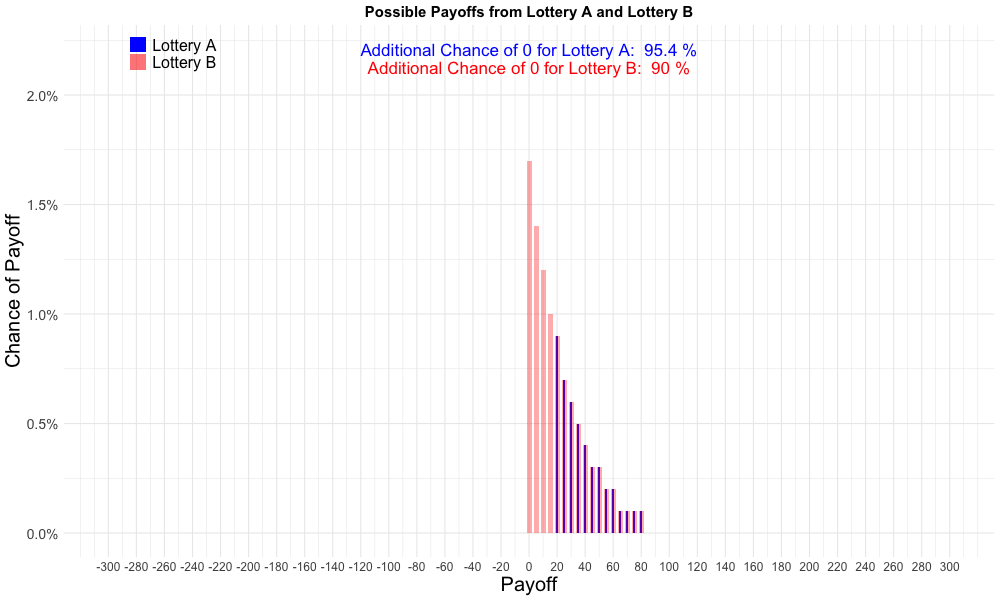 Possible Payoffs from Lottery A and Lottery B
Lottery A
Lottery B
Additional Chance of 0 for Lottery A: 95.4 %
Additional Chance of 0 for Lottery B: 90 %
Chance of Payoff
2.0%
1.5%
1.0%
0.5%
0.0%
-300 -280 -260 -240 -220 -200 -180 -160 -140 -120 -100 -80 -60 -40 -20 0 20 40 60 80 100 120 140 160 180 200 220 240 260 280 300
Payoff